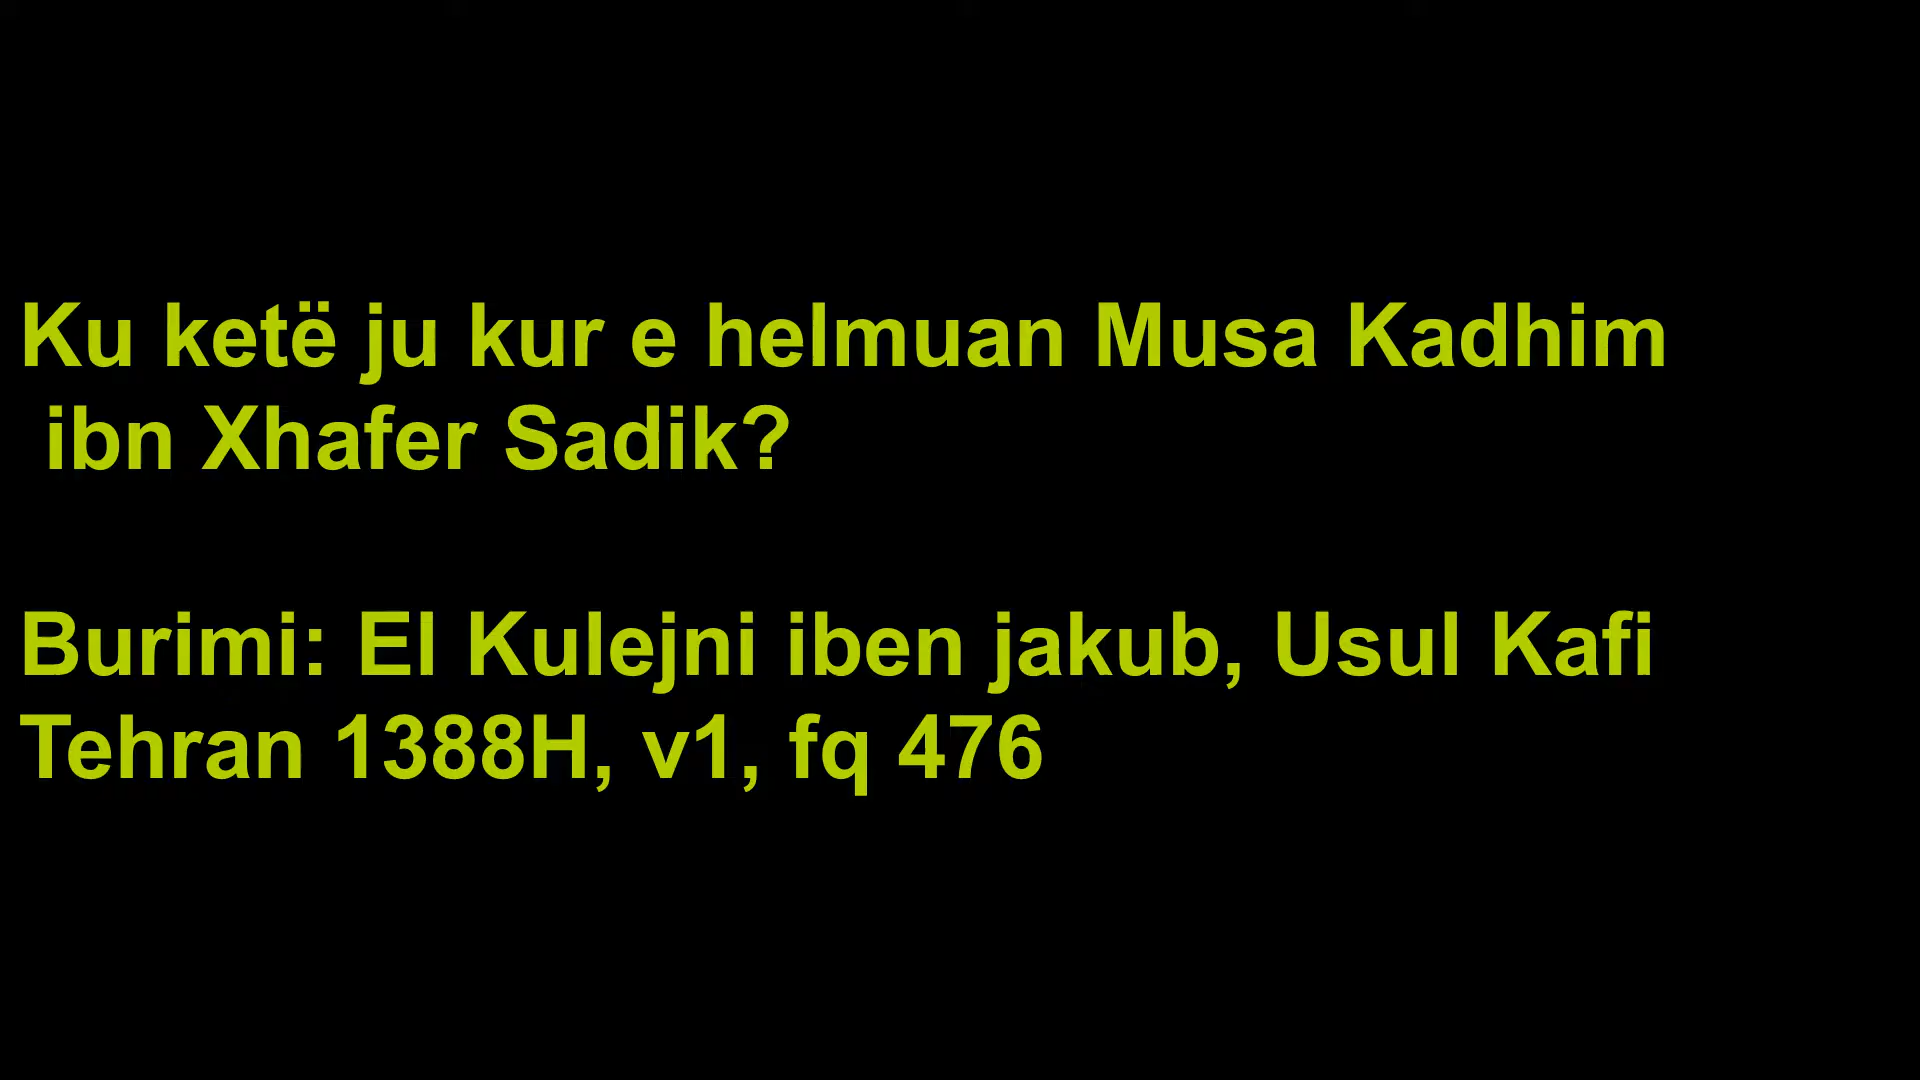 Ku ketë ju kur e helmuan Musa Kadhim
ibn Xhafer Sadik?
Burimi: El Kulejni iben jakub, Usul Kafi
Tehran 1388H, v1, fq 476